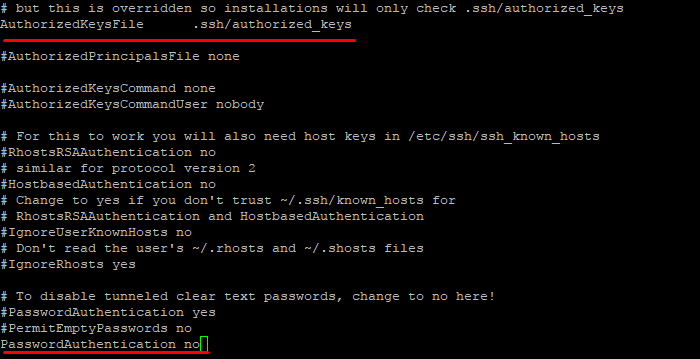 # but this is overridden so installations will only check .ssh/authorized_keys
AuthorizedKeysFile      .ssh/authorized_keys
#AuthorizedPrincipalsFile none
#AuthorizedKeysCommand none
#AuthorizedKeysCommandUser nobody
# For this to work you will also need host keys in /etc/ssh/ssh_known_hosts
#RhostsRSAAuthentication no
# similar for protocol version 2
#HostbasedAuthentication no
# Change to yes if you don't trust ~/.ssh/known_hosts for
# RhostsRSAAuthentication and HostbasedAuthentication
#IgnoreUserKnownHosts no
# Don't read the user's ~/.rhosts and ~/.shosts files
#IgnoreRhosts yes
# To disable tunneled clear text passwords, change to no here!
#PasswordAuthentication yes
#PermitEmptyPasswords no
PasswordAuthentication no